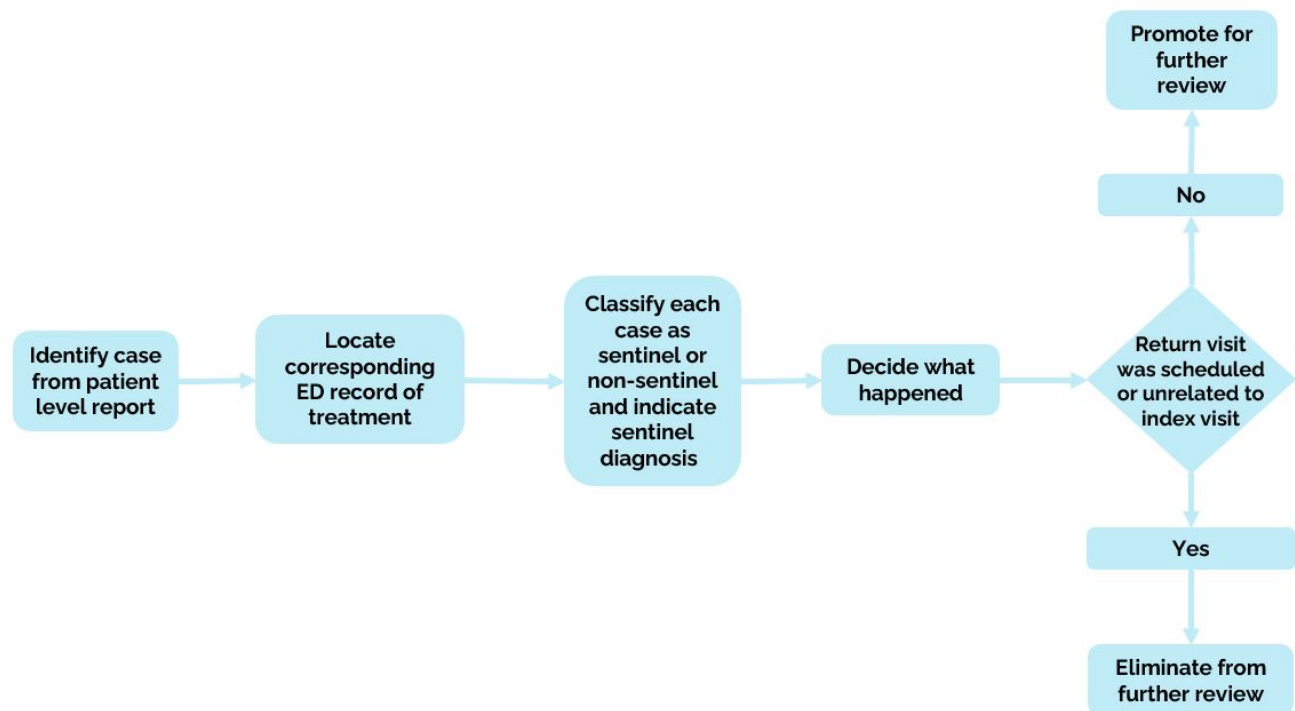 Identify case
from patient
level report
Locate
corresponding
ED record of
treatment
Classify each
case as
sentinel or
non-sentinel
and indicate
sentinel
diagnosis
Decide what
happened
Return visit
was scheduled
or unrelated to
index visit
No
Promote for
further
review
Yes
Eliminate from
further review